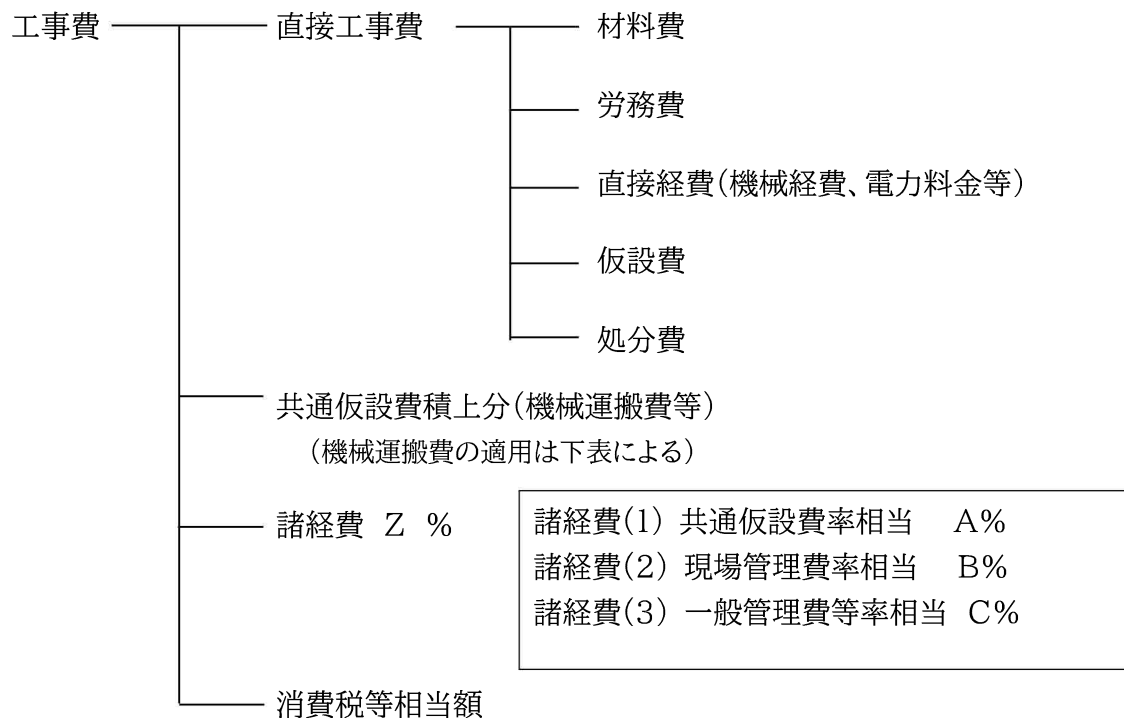 工事費 直接工事費 材料費
労務費
直接経費(機械経費、電力料金等)
仮設費
処分費
共通仮設費積上分(機械運搬費等)
(機械運搬費の適用は下表による)
諸経費 Z %
諸経費(1) 共通仮設費率相当 A%
諸経費(2) 現場管理費率相当 B%
諸経費(3) 一般管理費等率相当 C%
消費税等相当額